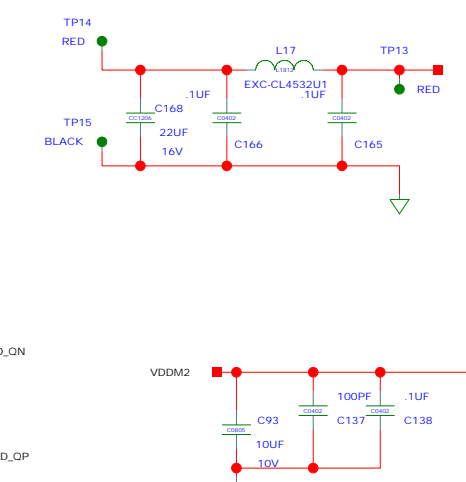 TP14
RED
L17
L1812
EXC-CL4532U1
TP13
RED
.1UF
.1UF
C168
CC1206
C0402
C0402
TP15
BLACK
22UF
16V
C166
C165
D_QN
VDDM2
100PF
.1UF
C0402
C0402
C93
C137
C138
C0805
10UF
10V
D_QP